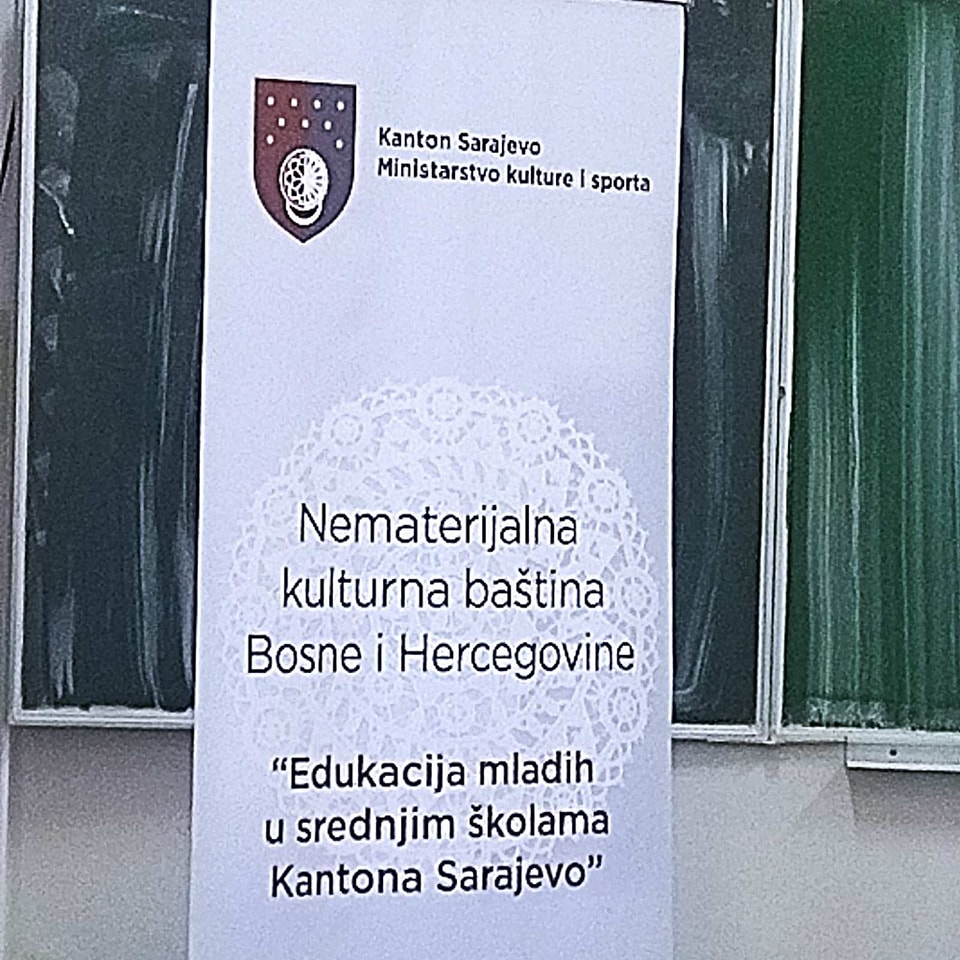 Kanton Sarajevo
Ministarstvo kulture i sporta
Nematerijalna
kulturna baština
Bosne i Hercegovine
“Edukacija mladih
u srednjim školama
Kantona Sarajevo”